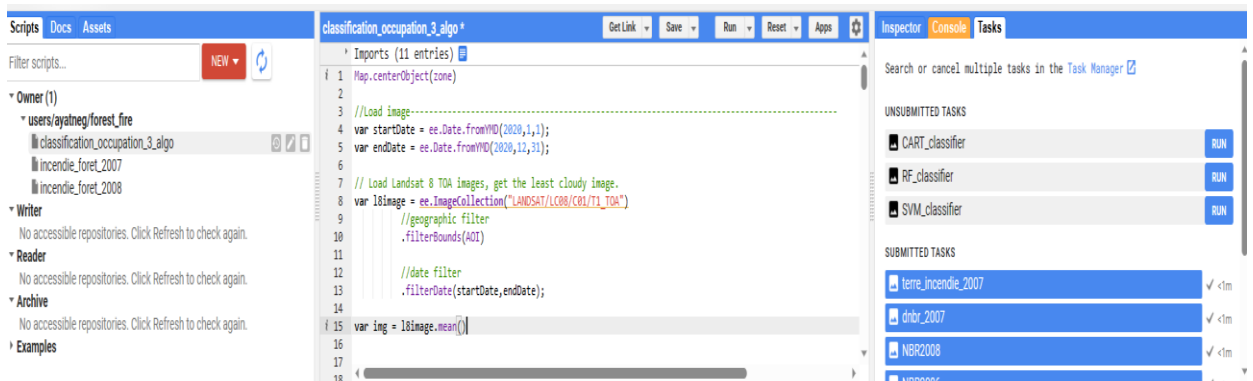 Scripts Docs Assets
Filter scripts... NEW
Owner (1)
users/ayatneg/forest_fire
classification_occupation_3_algo
incendie_foret_2007
incendie_foret_2008
Writer
No accessible repositories. Click Refresh to check again.
Reader
No accessible repositories. Click Refresh to check again.
Archive
No accessible repositories. Click Refresh to check again.
Examples
classification_occupation_3_algo * Get Link Save Run Reset Apps
Imports (11 entries)
i 1 Map.centerObject(zone)
2
3 //Load image-----------------------------------------------------------------------------------
4 var startDate = ee.Date.fromYMD(2020,1,1);
5 var endDate = ee.Date.fromYMD(2020,12,31);
6
7 // Load Landsat 8 TOA images, get the least cloudy image.
8 var l8image = ee.ImageCollection("LANDSAT/LC08/C01/T1_TOA")
9 //geographic filter
10 .filterBounds(AOI)
11
12 //date filter
13 .filterDate(startDate,endDate);
14
i 15 var img = l8image.mean()
16
17
18
Inspector Console Tasks
Search or cancel multiple tasks in the Task Manager
UNSUBMITTED TASKS
CART_classifier RUN
RF_classifier RUN
SVM_classifier RUN
SUBMITTED TASKS
terre_incendie_2007 ✓ <1m
dnbr_2007 ✓ <1m
NBR2008 ✓ <1m